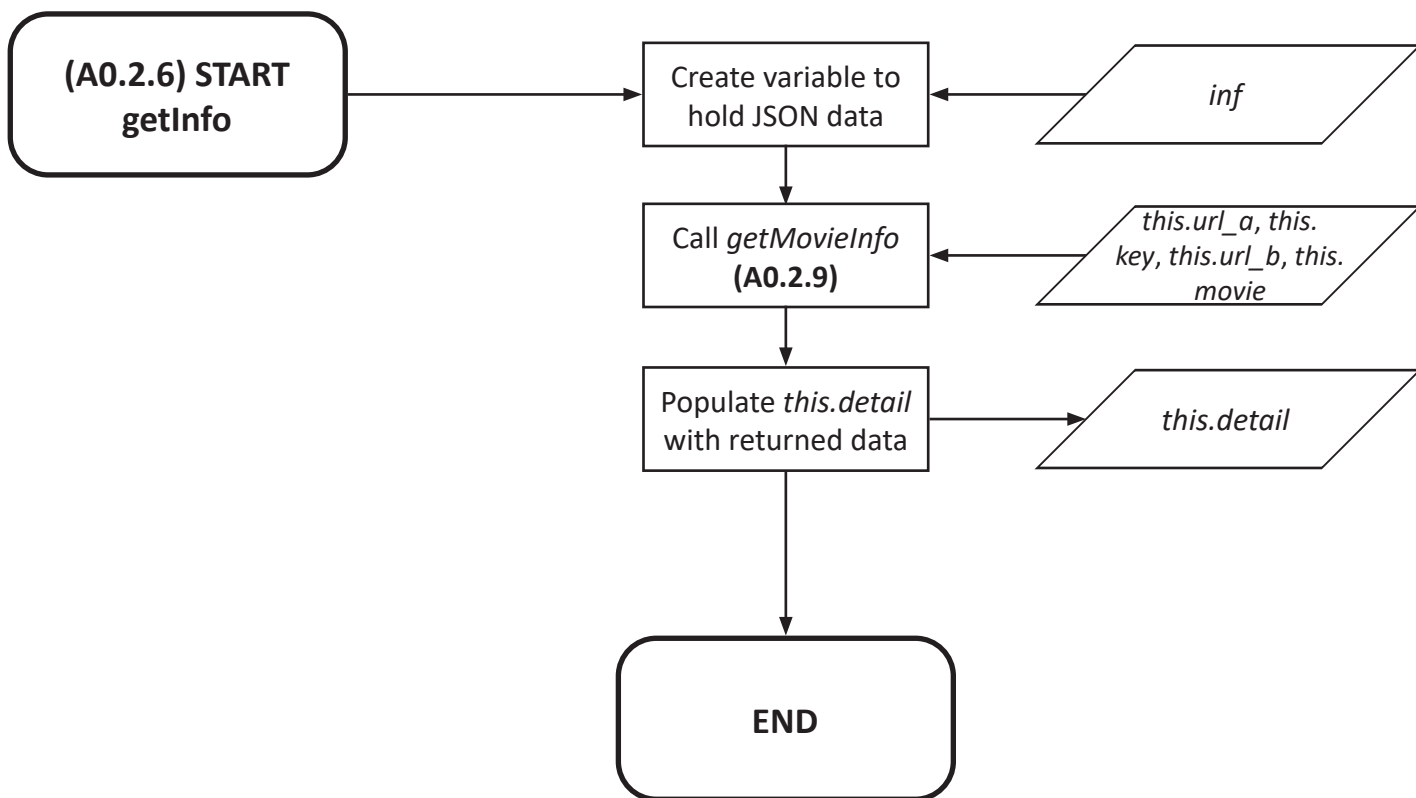 (A0.2.6) START
getInfo
Create variable to
hold JSON data
inf
Call getMovieInfo
(A0.2.9)
this.url_a, this.
key, this.url_b, this.
movie
Populate this.detail
with returned data
this.detail
END